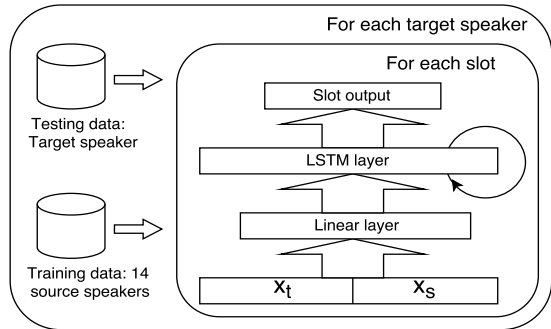 For each target speaker
For each slot
Slot output
Testing data:
Target speaker
LSTM layer
Linear layer
Training data: 14
source speakers
xt
xs